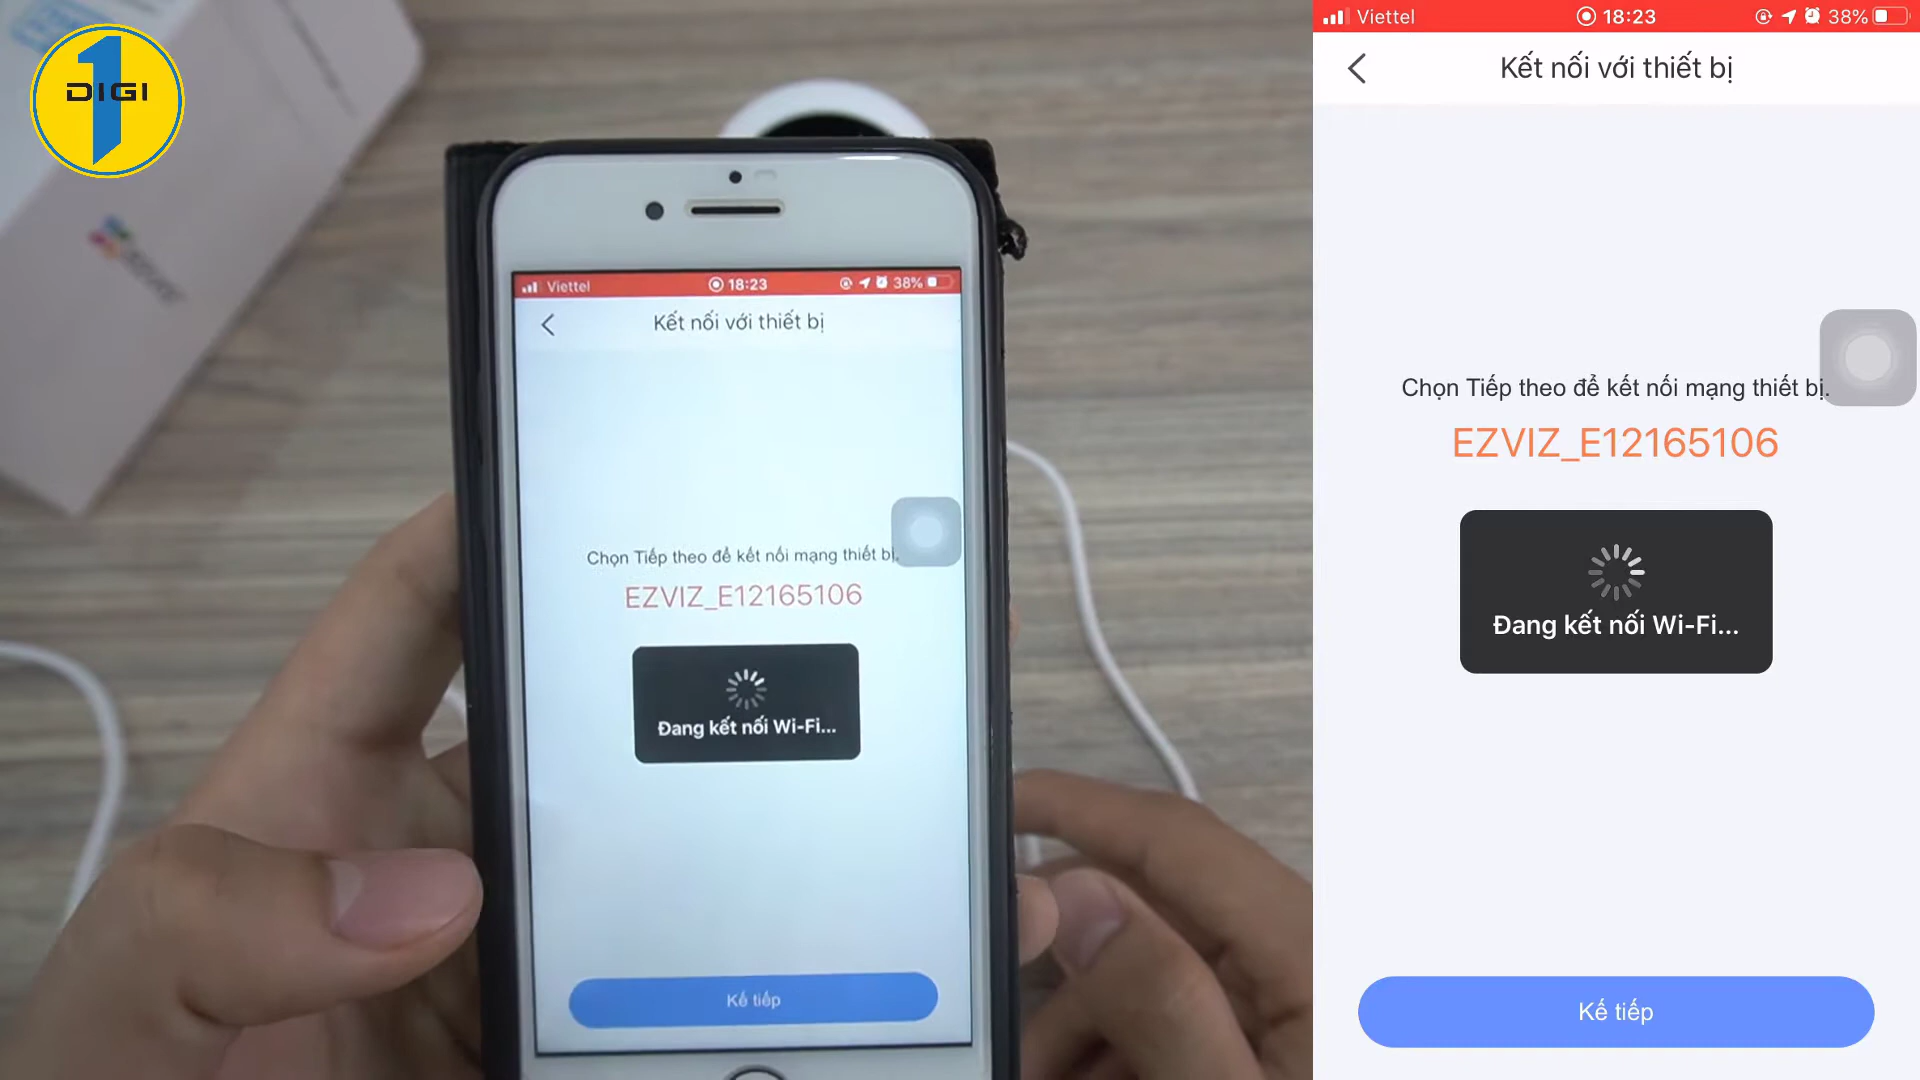 DIGI
1
Viettel
18:23
38%
Kết nối với thiết bị
Chọn Tiếp theo để kết nối mạng thiết bị.
EZVIZ_E12165106
Đang kết nối Wi-Fi...
Kế tiếp
Viettel
18:23
38%
Kết nối với thiết bị
Chọn Tiếp theo để kết nối mạng thiết bị.
EZVIZ_E12165106
Đang kết nối Wi-Fi...
Kế tiếp